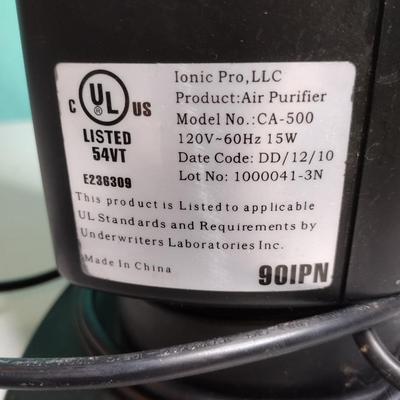 Ionic Pro,LLC
Product:Air Purifier
Model No.:CA-500
120V~60Hz 15W
Date Code: DD/12/10
Lot No: 1000041-3N
C UL US
LISTED
54VT
E236309
This product is Listed to applicable
UL Standards and Requirements by
Underwriters Laboratories Inc.
Made In China
90IPN